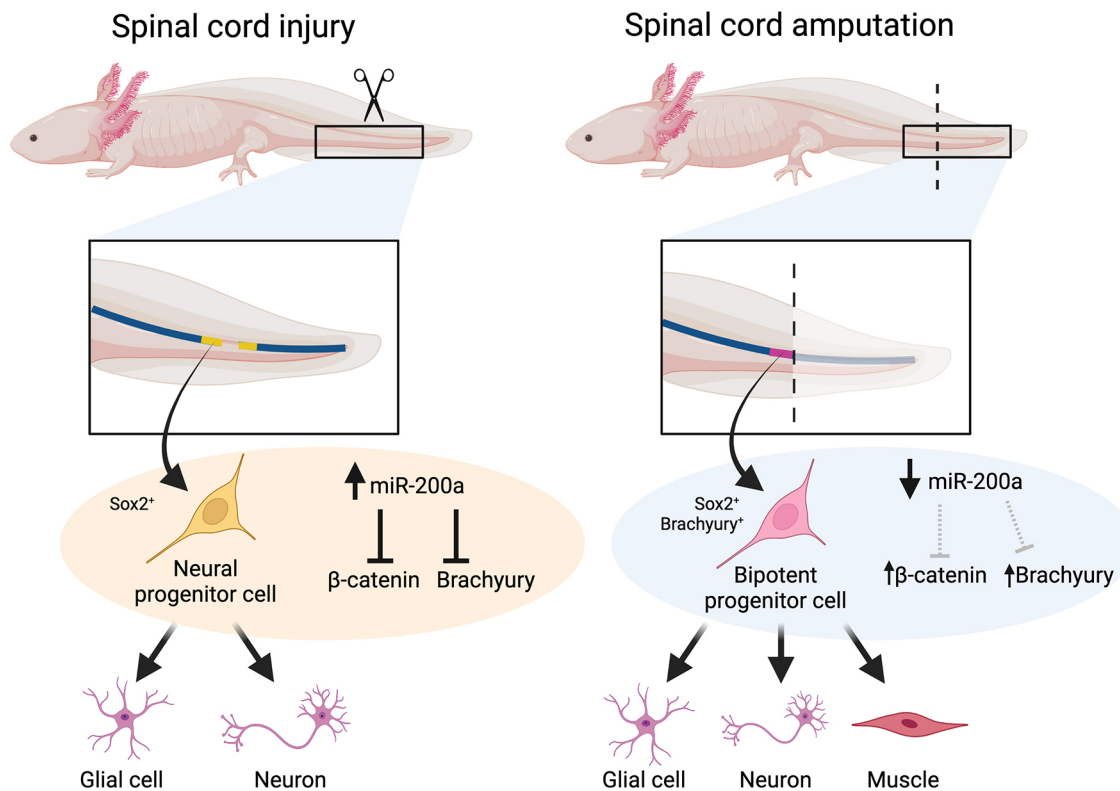 Spinal cord injury
Sox2⁺
Neural
progenitor cell
miR-200a
β-catenin
Brachyury
Glial cell
Neuron
Spinal cord amputation
Sox2⁺
Brachyury⁺
Bipotent
progenitor cell
miR-200a
β-catenin
Brachyury
Glial cell
Neuron
Muscle